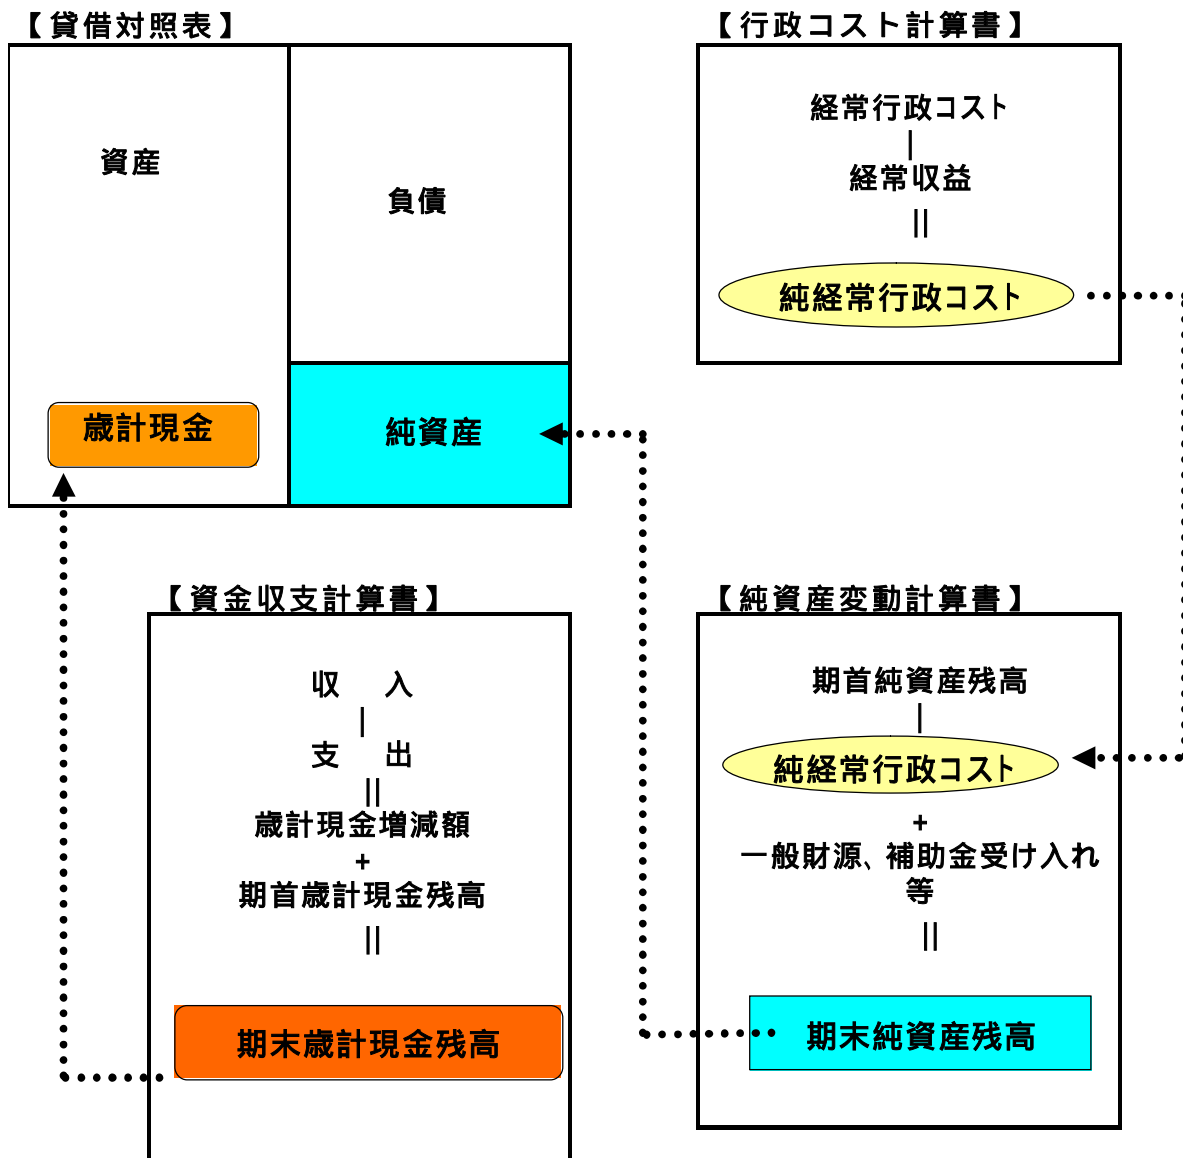 【貸借対照表】
資産
負債
歳計現金
純資産
【行政コスト計算書】
経常行政コスト
|
経常収益
||
純経常行政コスト
【資金収支計算書】
収　入
|
支　出
||
歳計現金増減額
+
期首歳計現金残高
||
期末歳計現金残高
【純資産変動計算書】
期首純資産残高
|
純経常行政コスト
+
一般財源、補助金受け入れ
等
||
期末純資産残高